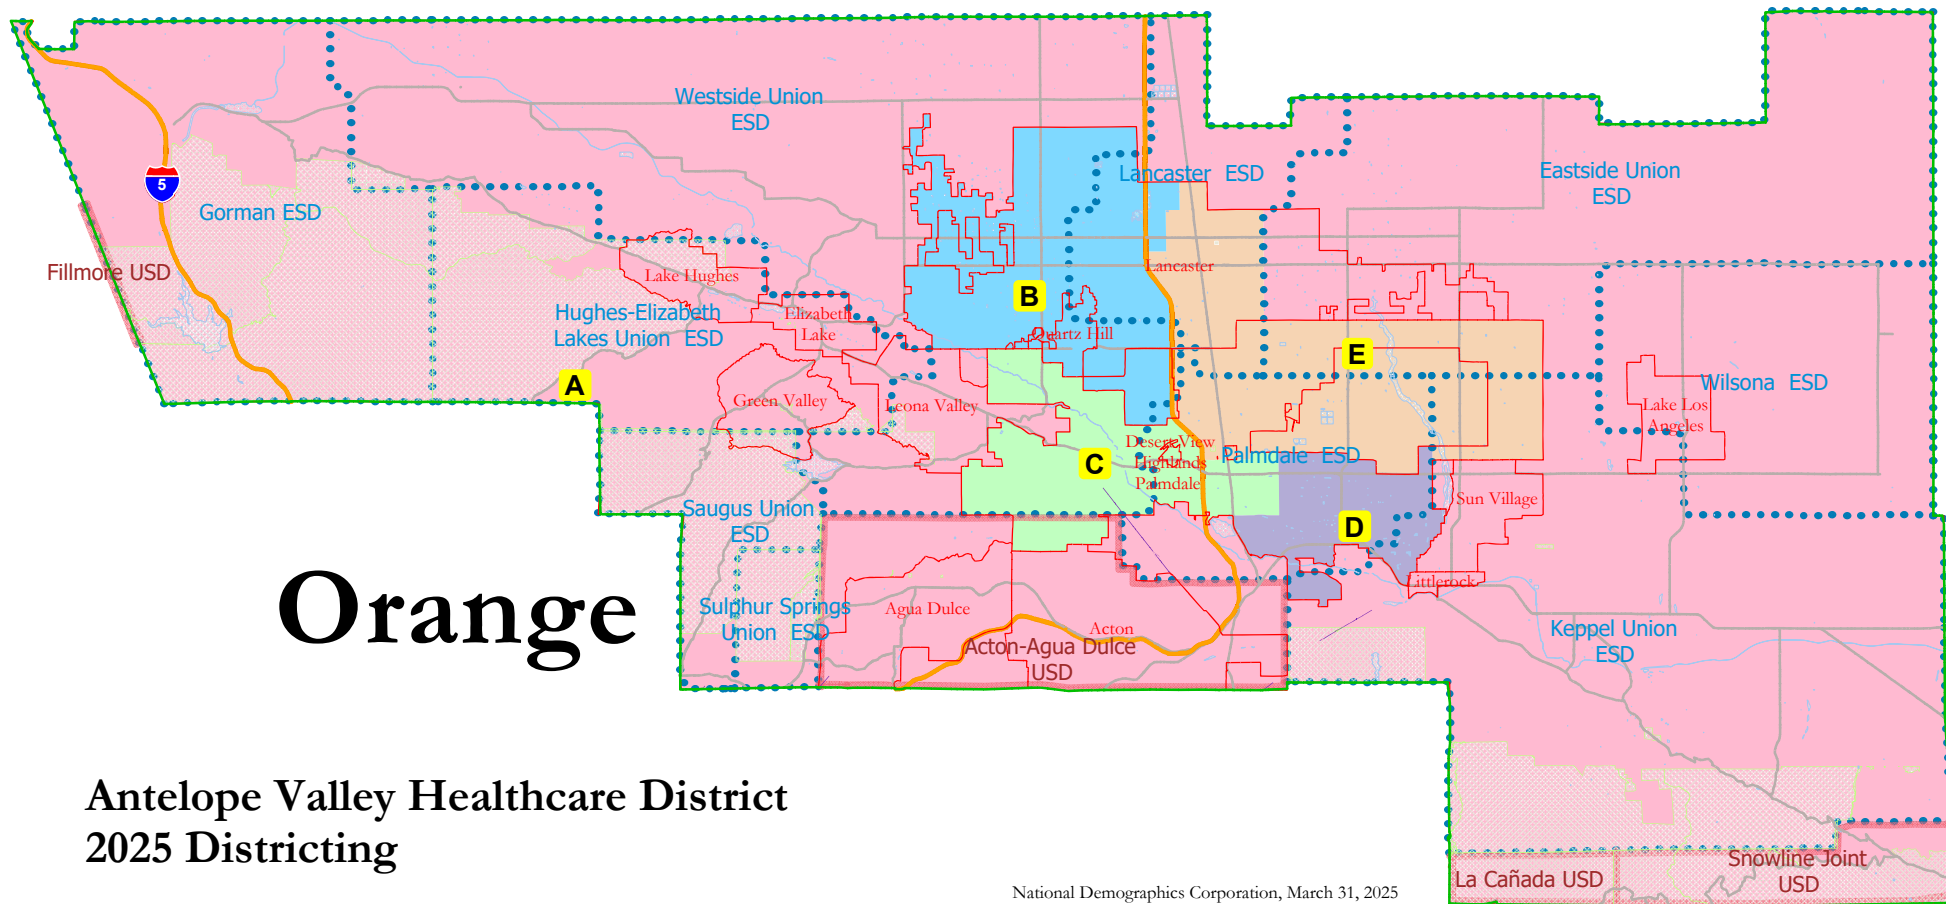 Westside Union
ESD
Lancaster ESD
Eastside Union
ESD
5
Gorman ESD
Fillmore USD
Lake Hughes
Lancaster
B
Hughes-Elizabeth
Lakes Union ESD
Elizabeth
Lake
Quartz Hill
E
A
Wilsona ESD
Green Valley
Leona Valley
Lake Los
Angeles
Desert View
Highlands
Palmdale
C
Palmdale ESD
Sun Village
Saugus Union
ESD
D
Littlerock
Orange
Sulphur Springs
Union ESD
Agua Dulce
Acton
Acton-Agua Dulce
USD
Keppel Union
ESD
Antelope Valley Healthcare District
2025 Districting
Snowline Joint
USD
La Cañada USD
National Demographics Corporation, March 31, 2025